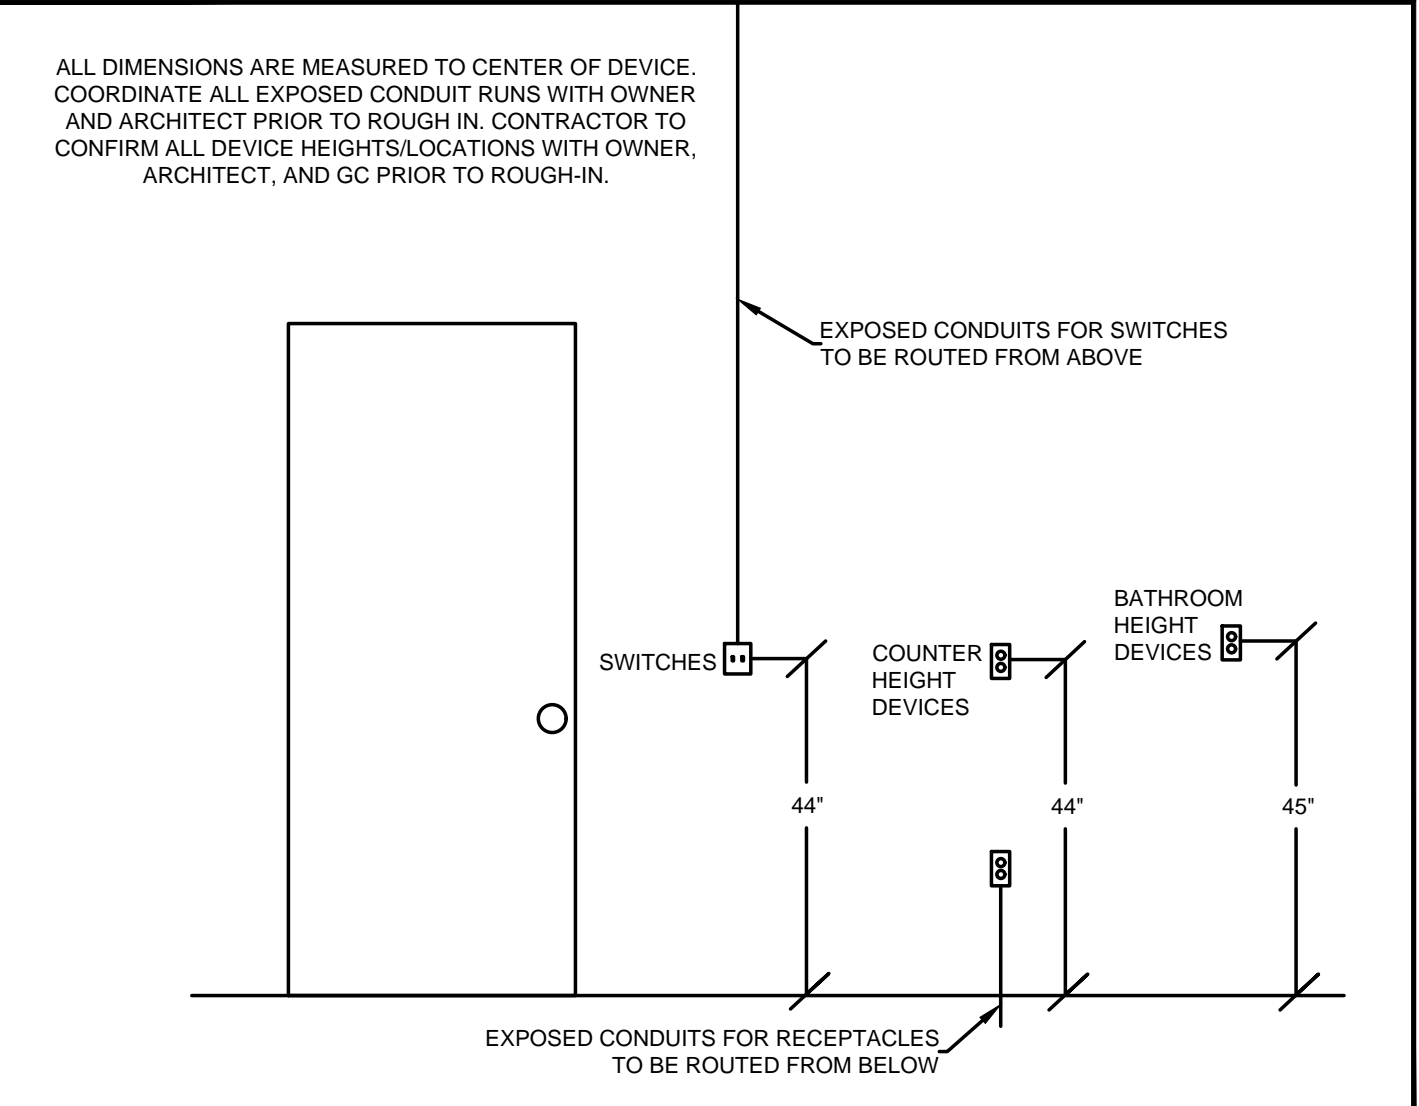 ALL DIMENSIONS ARE MEASURED TO CENTER OF DEVICE.
COORDINATE ALL EXPOSED CONDUIT RUNS WITH OWNER
AND ARCHITECT PRIOR TO ROUGH IN. CONTRACTOR TO
CONFIRM ALL DEVICE HEIGHTS/LOCATIONS WITH OWNER,
ARCHITECT, AND GC PRIOR TO ROUGH-IN.
EXPOSED CONDUITS FOR SWITCHES
TO BE ROUTED FROM ABOVE
SWITCHES
COUNTER
HEIGHT
DEVICES
BATHROOM
HEIGHT
DEVICES
44"
44"
45"
EXPOSED CONDUITS FOR RECEPTACLES
TO BE ROUTED FROM BELOW